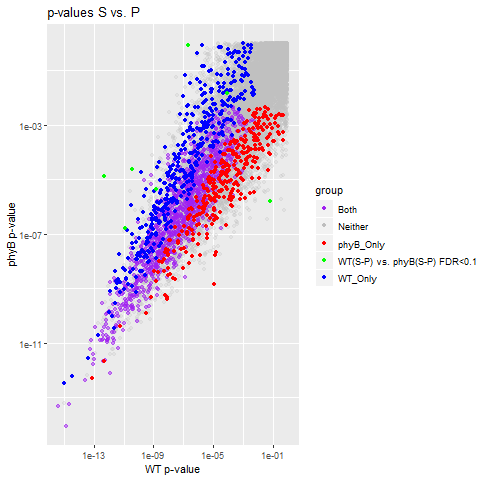 p-values S vs. P
1e-03
1e-07
1e-11
phyB p-value
1e-13
1e-09
1e-05
1e-01
WT p-value
group
Both
Neither
phyB_Only
WT(S-P) vs. phyB(S-P) FDR<0.1
WT_Only